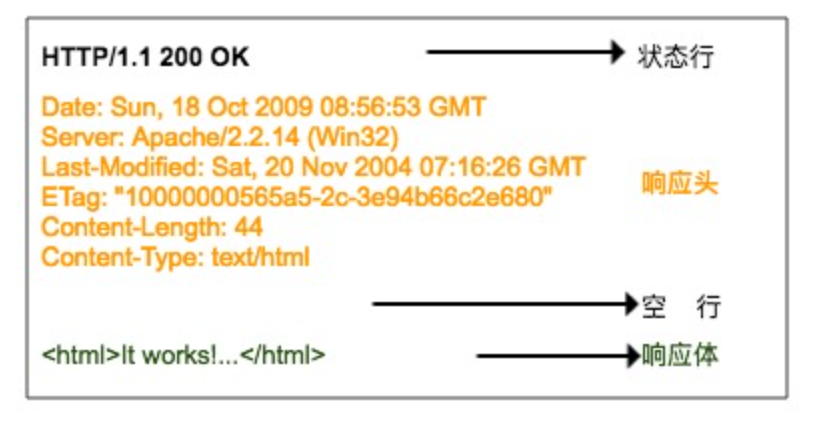 HTTP/1.1 200 OK 状态行
Date: Sun, 18 Oct 2009 08:56:53 GMT
Server: Apache/2.2.14 (Win32)
Last-Modified: Sat, 20 Nov 2004 07:16:26 GMT
响应头
ETag: "10000000565a5-2c-3e94b66c2e680"
Content-Length: 44
Content-Type: text/html
空 行
<html>It works!...</html> 响应体